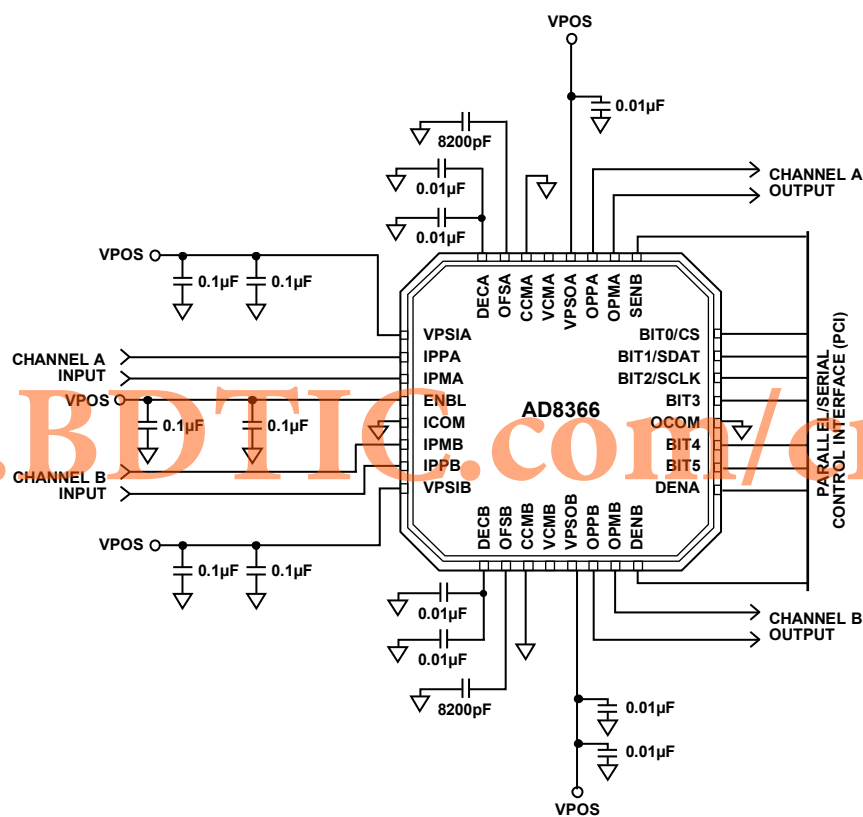 VPOS
0.01µF
8200pF
0.01µF
0.01µF
CHANNEL A
OUTPUT
VPOS
0.1µF
0.1µF
DECA
OFSA
CCMA
VCMA
VPSOA
OPPA
OPMA
SENB
VPSIA
IPPA
IPMA
ENBL
ICOM
IPMB
IPPB
VPSIB
CHANNEL A
INPUT
VPOS
0.1µF
0.1µF
CHANNEL B
INPUT
AD8366
BIT0/CS
BIT1/SDAT
BIT2/SCLK
BIT3
OCOM
BIT4
BIT5
DENA
PARALLEL/SERIAL
CONTROL INTERFACE (PCI)
.BDTIC.com/cn
VPOS
0.1µF
0.1µF
DECB
OFSB
CCMB
VCMB
VPSOB
OPPB
OPMB
DENB
0.01µF
0.01µF
8200pF
CHANNEL B
OUTPUT
0.01µF
0.01µF
VPOS